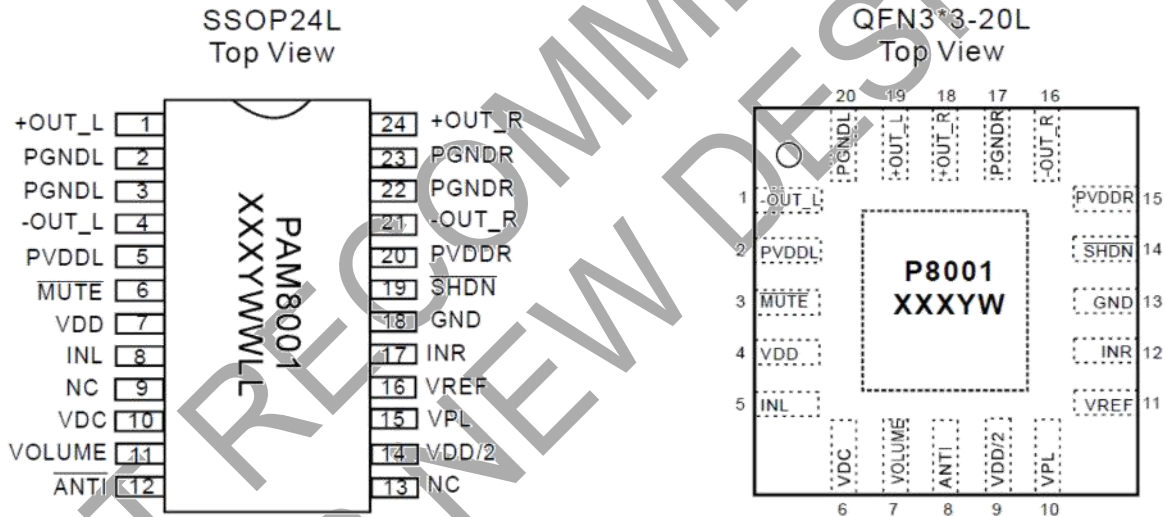 SSOP24L
Top View
+OUT_L 1
PGNDL 2
PGNDL 3
-OUT_L 4
PVDDL 5
MUTE 6
VDD 7
INL 8
NC 9
VDC 10
VOLUME 11
ANTI 12
PAM8001
XXXYWWLL
24 +OUT_R
23 PGNDR
22 PGNDR
21 -OUT_R
20 PVDDR
19 SHDN
18 GND
17 INR
16 VREF
15 VPL
14 VDD/2
13 NC
QFN3*3-20L
Top View
20 19 18 17 16
PGNDL +OUT_L +OUT_R PGNDR -OUT_R
1 -OUT_L
2 PVDDL
3 MUTE
4 VDD
5 INL
P8001
XXXYW
PVDDR 15
SHDN 14
GND 13
INR 12
VREF 11
VDC VOLUME ANTI VDD/2 VPL
6 7 8 9 10